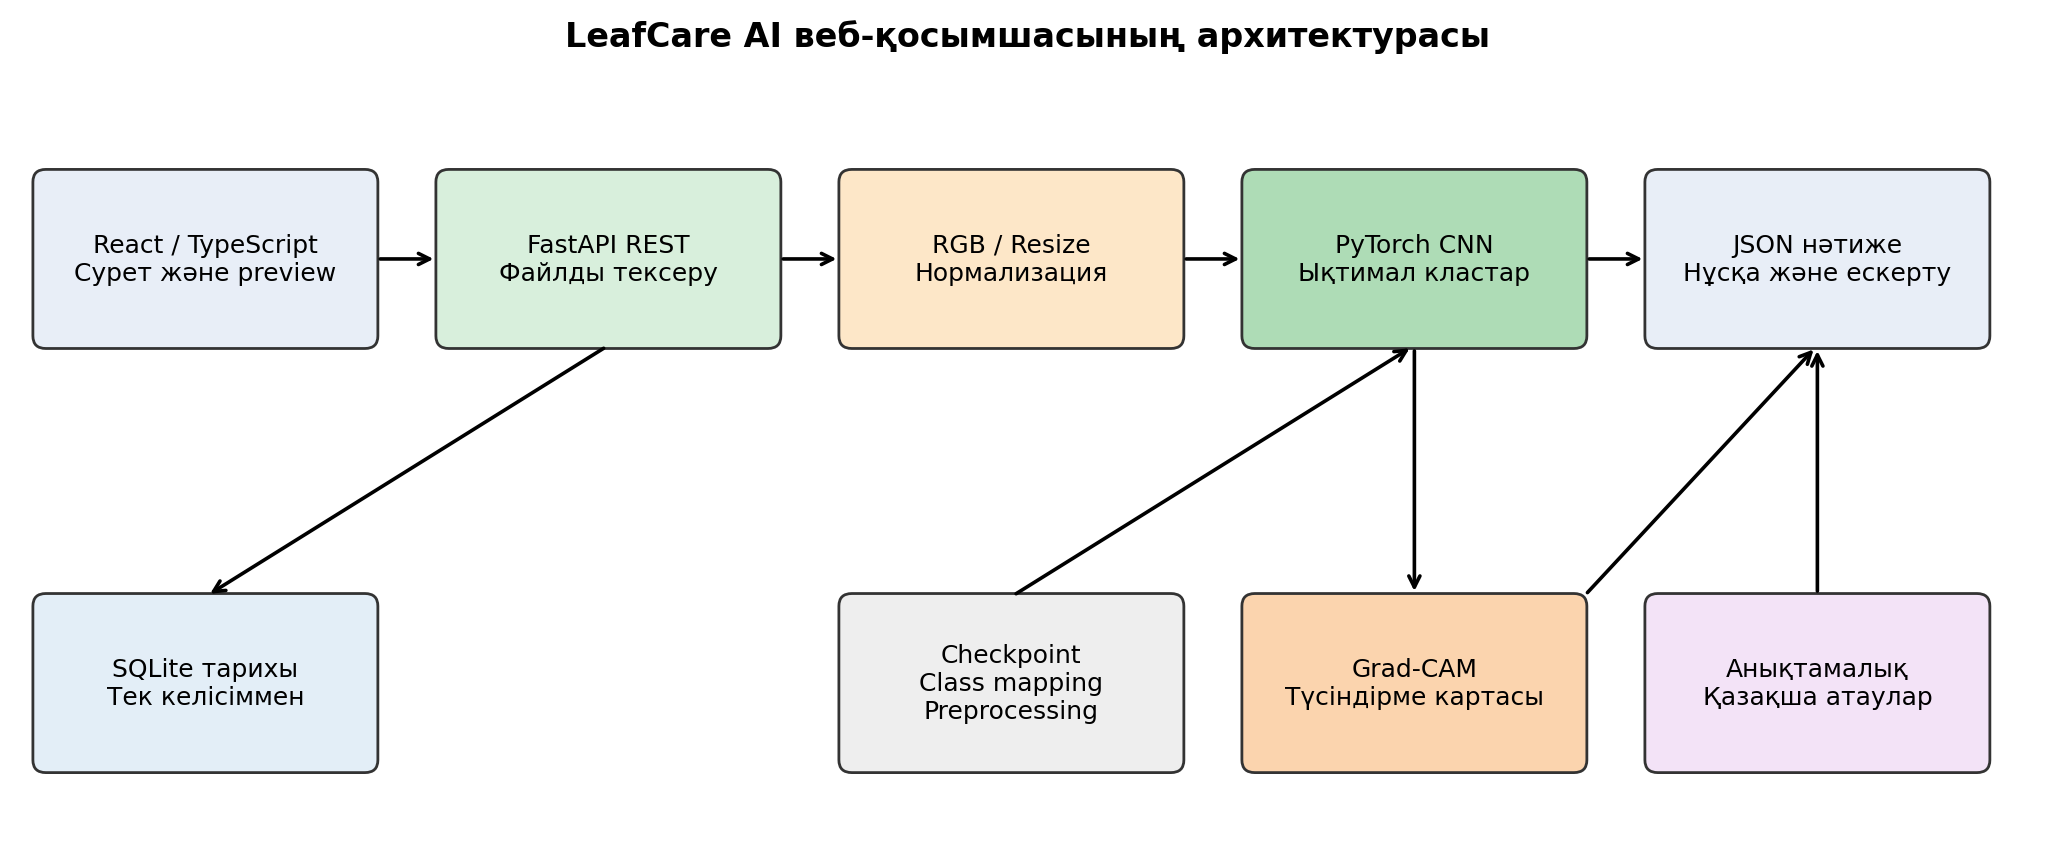 LeafCare AI веб-қосымшасының архитектурасы
React / TypeScript
Сурет және preview
FastAPI REST
Файлды тексеру
RGB / Resize
Нормализация
PyTorch CNN
Ықтимал кластар
JSON нәтиже
Нұсқа және ескерту
SQLite тарихы
Тек келісіммен
Checkpoint
Class mapping
Preprocessing
Grad-CAM
Түсіндірме картасы
Анықтамалық
Қазақша атаулар